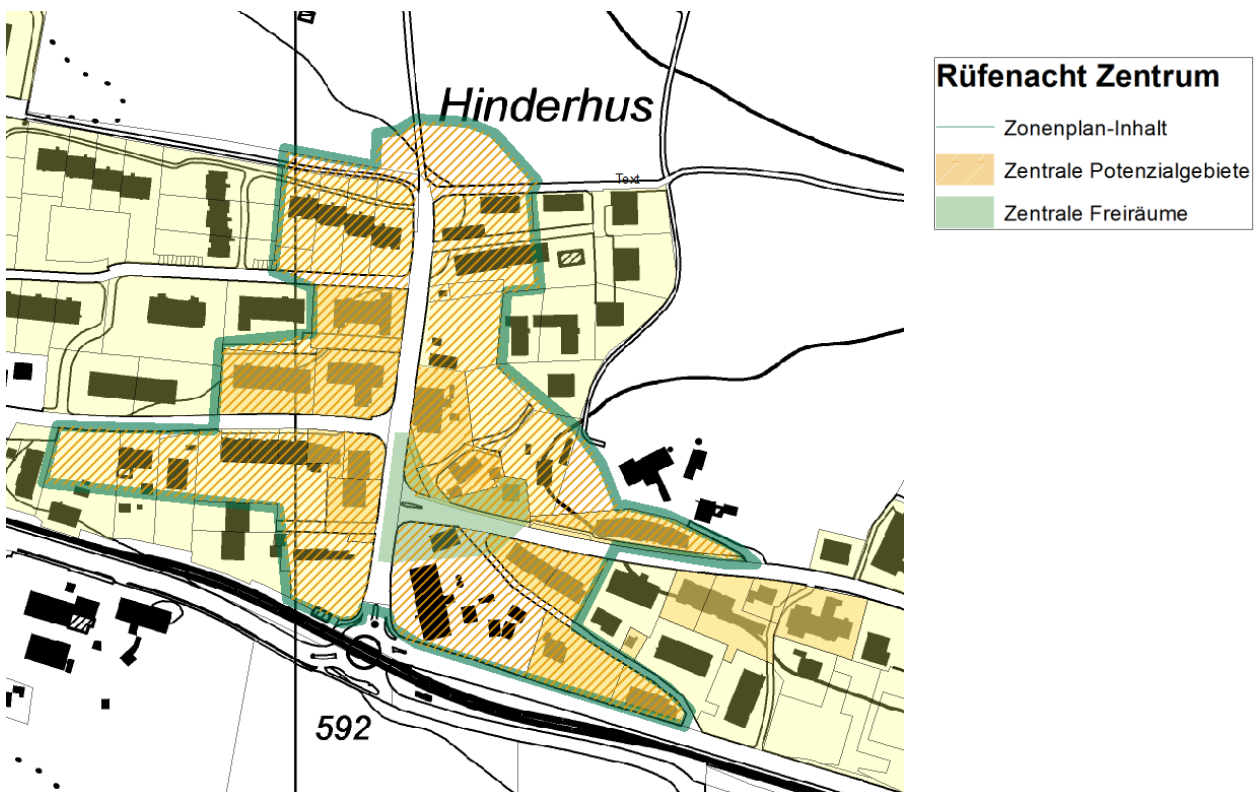 Hinderhus
Text
592
Rüfenacht Zentrum
Zonenplan-Inhalt
Zentrale Potenzialgebiete
Zentrale Freiräume